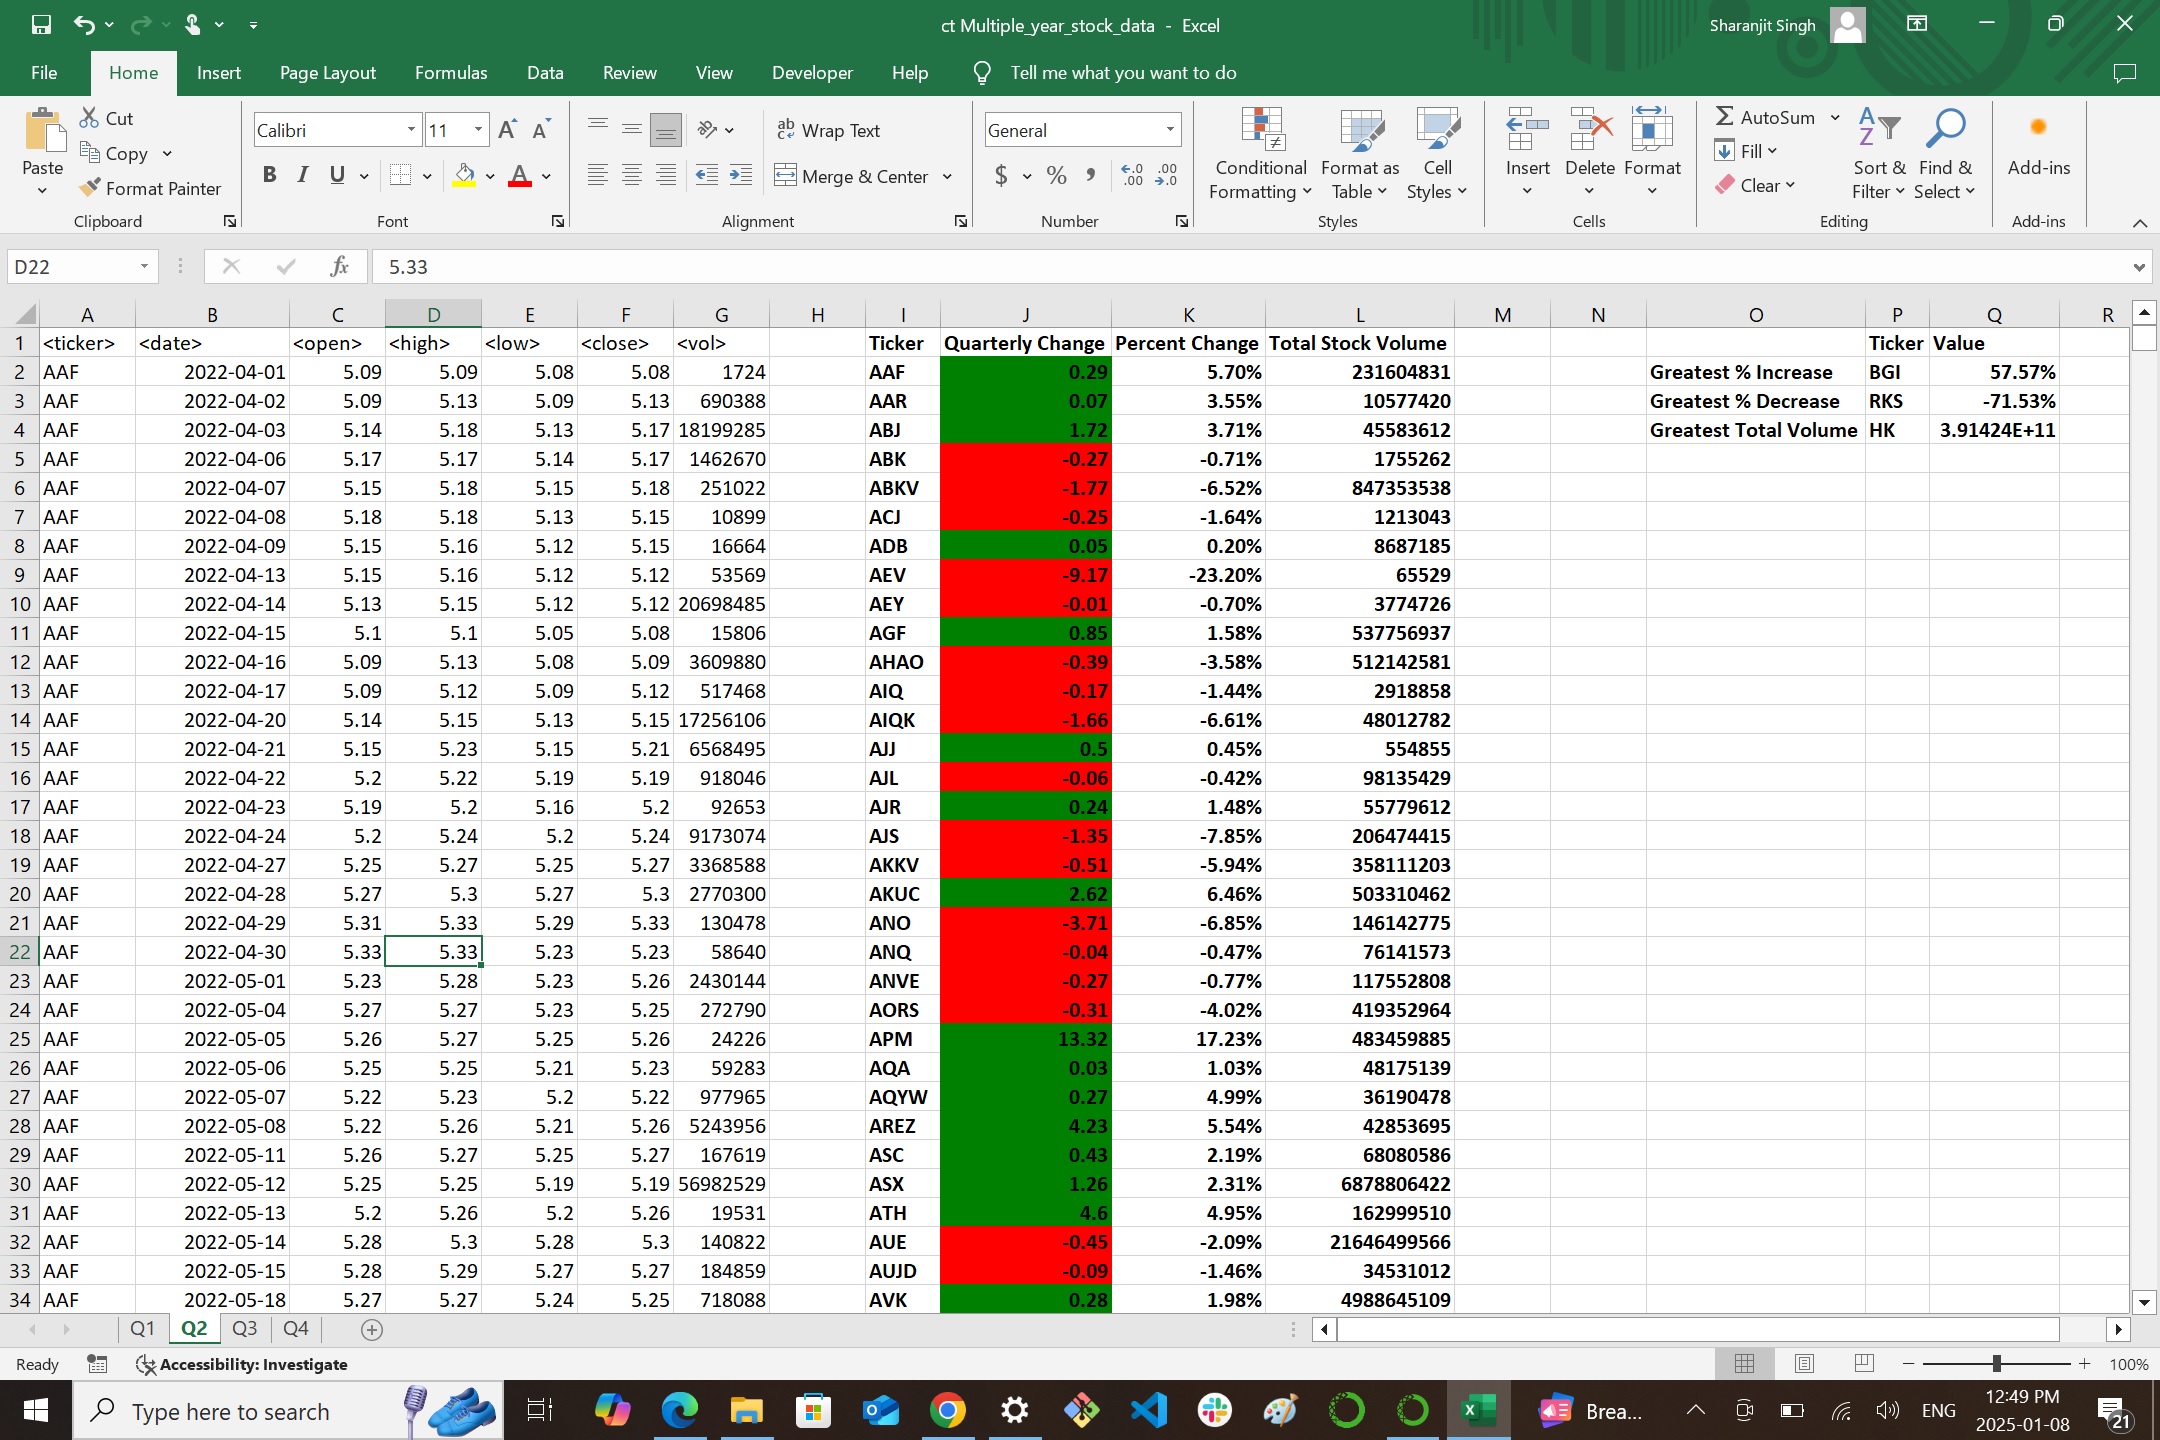 ct Multiple_year_stock_data - Excel
Sharanjit Singh
File Home Insert Page Layout Formulas Data Review View Developer Help Tell me what you want to do
Paste
Cut
Copy
Format Painter
Clipboard
Calibri 11
B I U
Font
Wrap Text
Merge & Center
Alignment
General
$ % ,
Number
Conditional Formatting
Format as Table
Cell Styles
Styles
Insert Delete Format
Cells
AutoSum
Fill
Clear
Sort & Filter
Find & Select
Editing
Add-ins
Add-ins
D22 fx 5.33
A B C D E F G H I J K L M N O P Q R
1 <ticker> <date> <open> <high> <low> <close> <vol> Ticker Quarterly Change Percent Change Total Stock Volume Ticker Value
2 AAF 2022-04-01 5.09 5.09 5.08 5.08 1724 AAF 0.29 5.70% 231604831 Greatest % Increase BGI 57.57%
3 AAF 2022-04-02 5.09 5.13 5.09 5.13 690388 AAR 0.07 3.55% 10577420 Greatest % Decrease RKS -71.53%
4 AAF 2022-04-03 5.14 5.18 5.13 5.17 18199285 ABJ 1.72 3.71% 45583612 Greatest Total Volume HK 3.91424E+11
5 AAF 2022-04-06 5.17 5.17 5.14 5.17 1462670 ABK -0.27 -0.71% 1755262
6 AAF 2022-04-07 5.15 5.18 5.15 5.18 251022 ABKV -1.77 -6.52% 847353538
7 AAF 2022-04-08 5.18 5.18 5.13 5.15 10899 ACJ -0.25 -1.64% 1213043
8 AAF 2022-04-09 5.15 5.16 5.12 5.15 16664 ADB 0.05 0.20% 8687185
9 AAF 2022-04-13 5.15 5.16 5.12 5.12 53569 AEV -9.17 -23.20% 65529
10 AAF 2022-04-14 5.13 5.15 5.12 5.12 20698485 AEY -0.01 -0.70% 3774726
11 AAF 2022-04-15 5.1 5.1 5.05 5.08 15806 AGF 0.85 1.58% 537756937
12 AAF 2022-04-16 5.09 5.13 5.08 5.09 3609880 AHAO -0.39 -3.58% 512142581
13 AAF 2022-04-17 5.09 5.12 5.09 5.12 517468 AIQ -0.17 -1.44% 2918858
14 AAF 2022-04-20 5.14 5.15 5.13 5.15 17256106 AIQK -1.66 -6.61% 48012782
15 AAF 2022-04-21 5.15 5.23 5.15 5.21 6568495 AJJ 0.5 0.45% 554855
16 AAF 2022-04-22 5.2 5.22 5.19 5.19 918046 AJL -0.06 -0.42% 98135429
17 AAF 2022-04-23 5.19 5.2 5.16 5.2 92653 AJR 0.24 1.48% 55779612
18 AAF 2022-04-24 5.2 5.24 5.2 5.24 9173074 AJS -1.35 -7.85% 206474415
19 AAF 2022-04-27 5.25 5.27 5.25 5.27 3368588 AKKV -0.51 -5.94% 358111203
20 AAF 2022-04-28 5.27 5.3 5.27 5.3 2770300 AKUC 2.62 6.46% 503310462
21 AAF 2022-04-29 5.31 5.33 5.29 5.33 130478 ANO -3.71 -6.85% 146142775
22 AAF 2022-04-30 5.33 5.33 5.23 5.23 58640 ANQ -0.04 -0.47% 76141573
23 AAF 2022-05-01 5.23 5.28 5.23 5.26 2430144 ANVE -0.27 -0.77% 117552808
24 AAF 2022-05-04 5.27 5.27 5.23 5.25 272790 AORS -0.31 -4.02% 419352964
25 AAF 2022-05-05 5.26 5.27 5.25 5.26 24226 APM 13.32 17.23% 483459885
26 AAF 2022-05-06 5.25 5.25 5.21 5.23 59283 AQA 0.03 1.03% 48175139
27 AAF 2022-05-07 5.22 5.23 5.2 5.22 977965 AQYW 0.27 4.99% 36190478
28 AAF 2022-05-08 5.22 5.26 5.21 5.26 5243956 AREZ 4.23 5.54% 42853695
29 AAF 2022-05-11 5.26 5.27 5.25 5.27 167619 ASC 0.43 2.19% 68080586
30 AAF 2022-05-12 5.25 5.25 5.19 5.19 56982529 ASX 1.26 2.31% 6878806422
31 AAF 2022-05-13 5.2 5.26 5.2 5.26 19531 ATH 4.6 4.95% 162999510
32 AAF 2022-05-14 5.28 5.3 5.28 5.3 140822 AUE -0.45 -2.09% 21646499566
33 AAF 2022-05-15 5.28 5.29 5.27 5.27 184859 AUJD -0.09 -1.46% 34531012
34 AAF 2022-05-18 5.27 5.27 5.24 5.25 718088 AVK 0.28 1.98% 4988645109
Q1 Q2 Q3 Q4
Ready Accessibility: Investigate 100%
Type here to search
Brea...
ENG
12:49 PM
2025-01-08
21